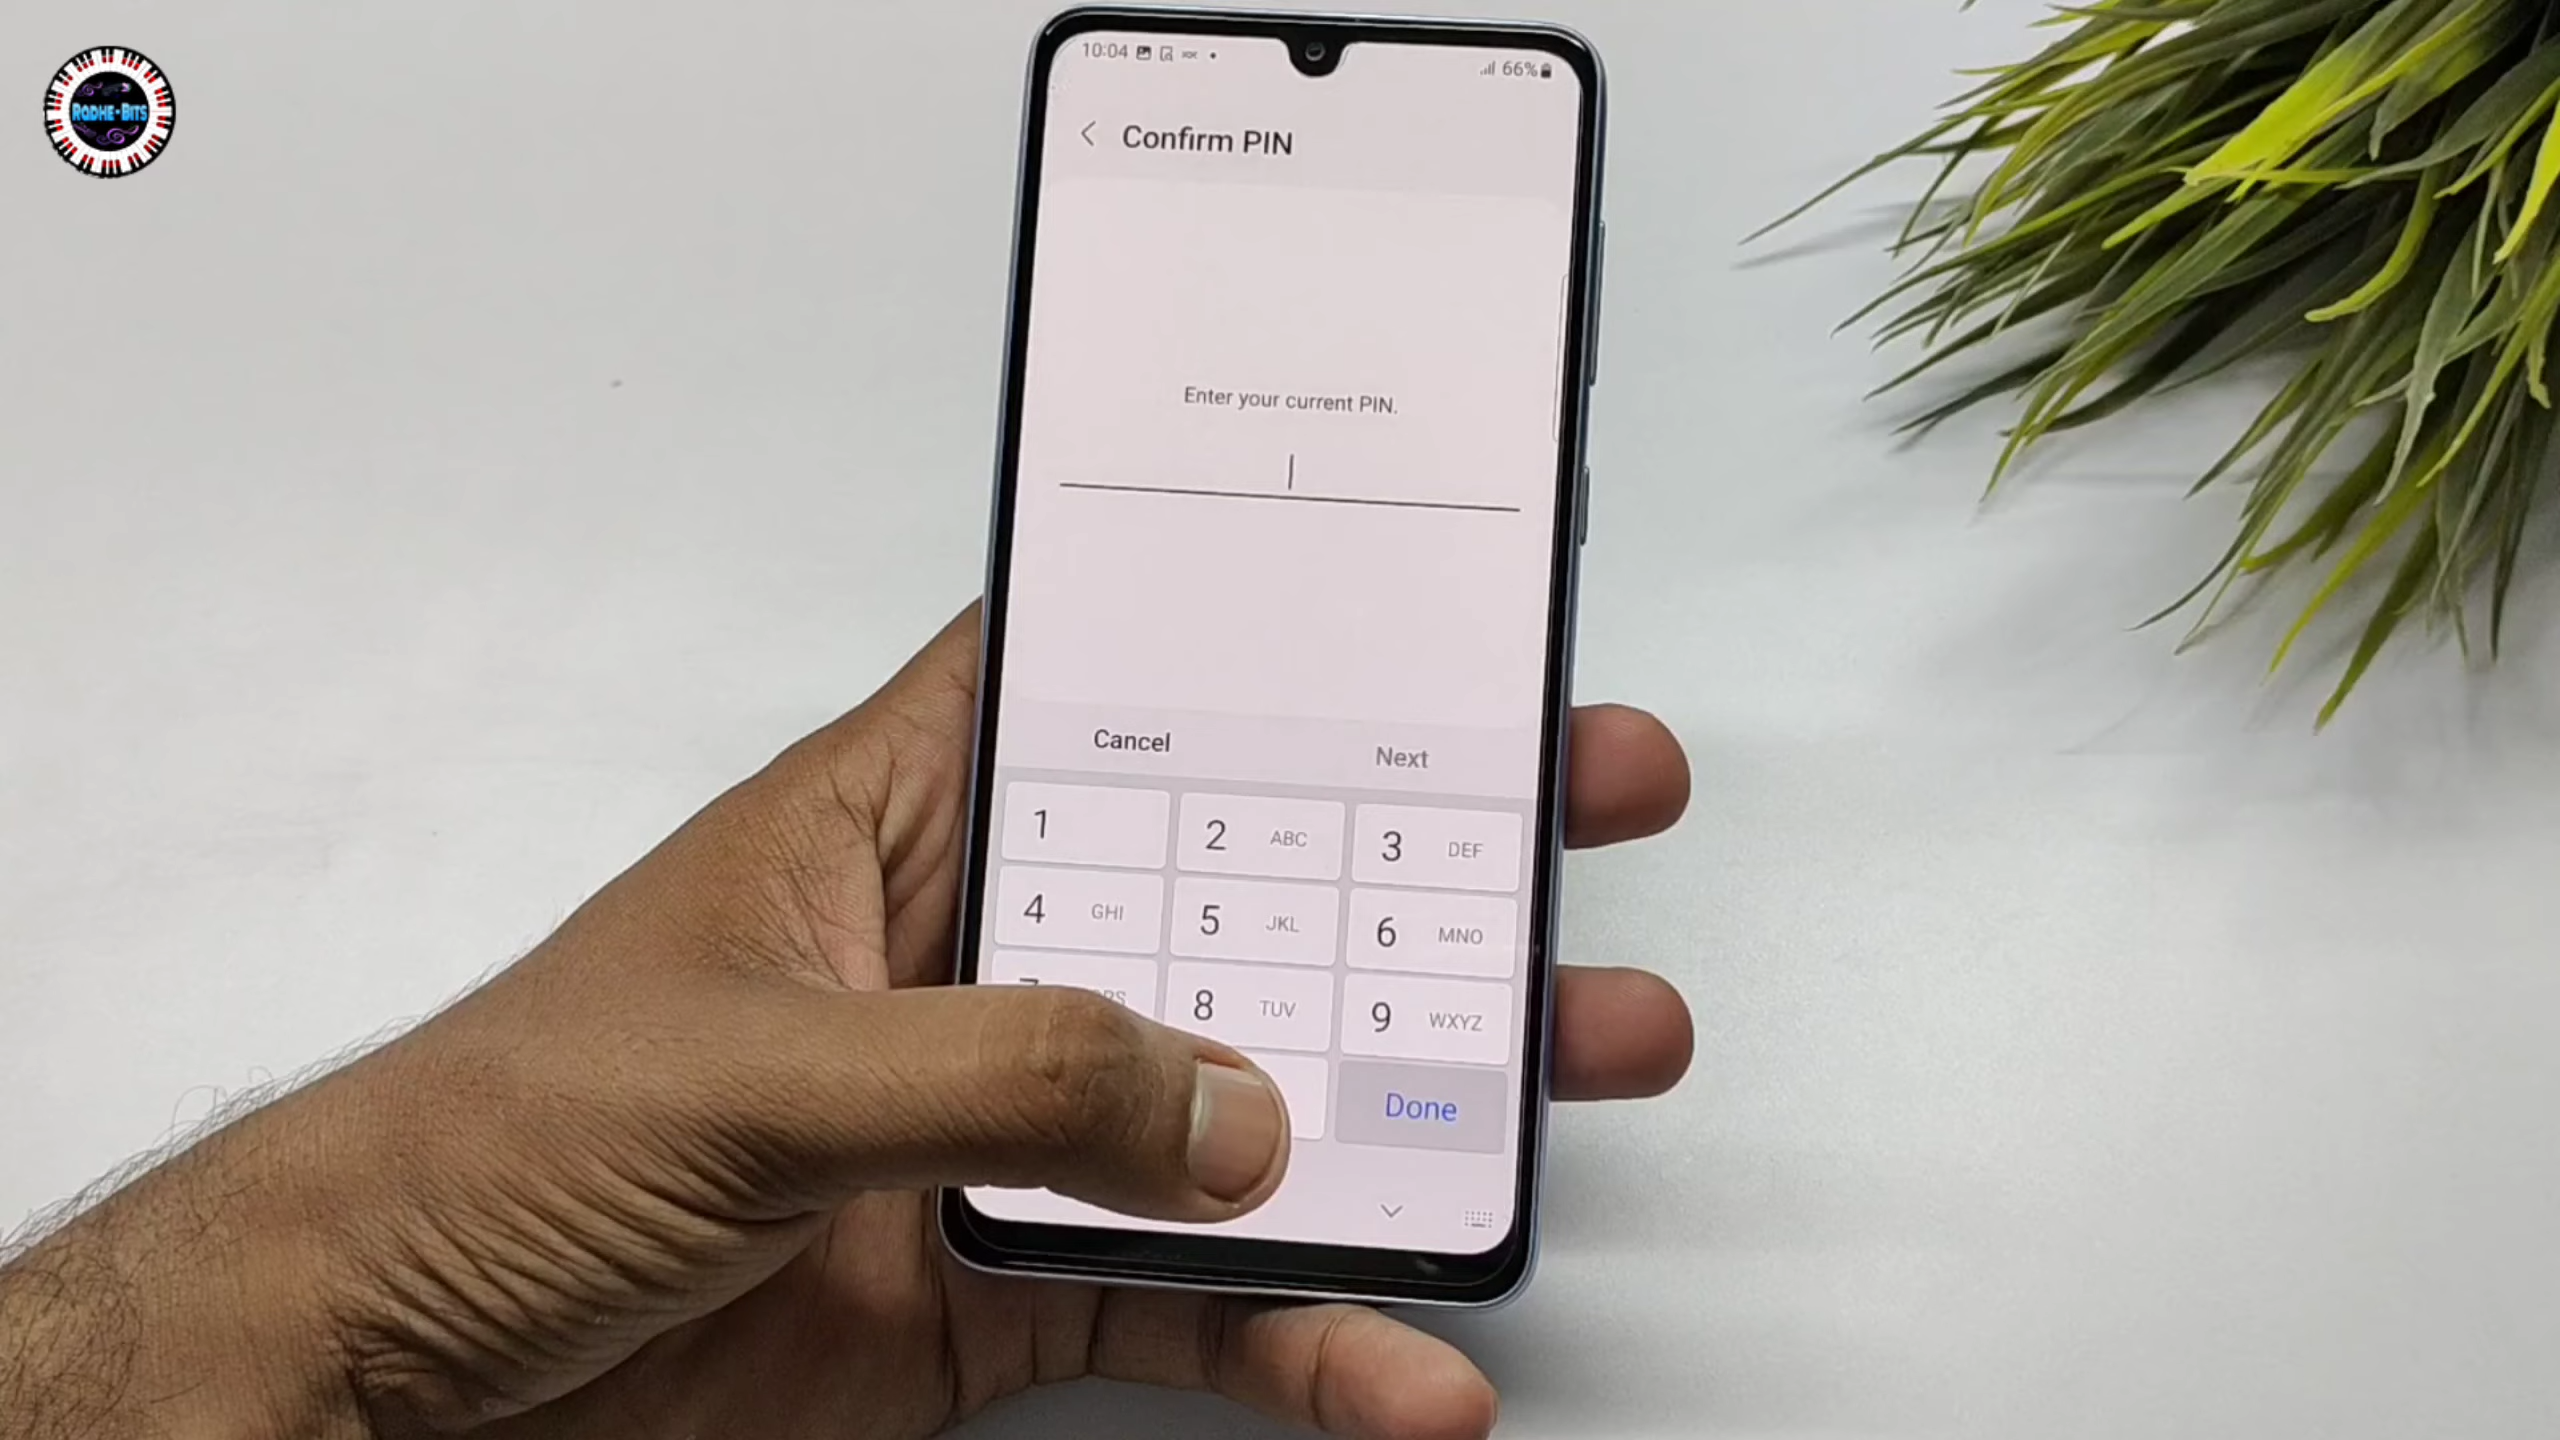 RADHE-BITS
10:04
66%
Confirm PIN
Enter your current PIN.
Cancel Next
1 2 ABC 3 DEF
4 GHI 5 JKL 6 MNO
8 TUV 9 WXYZ
Done